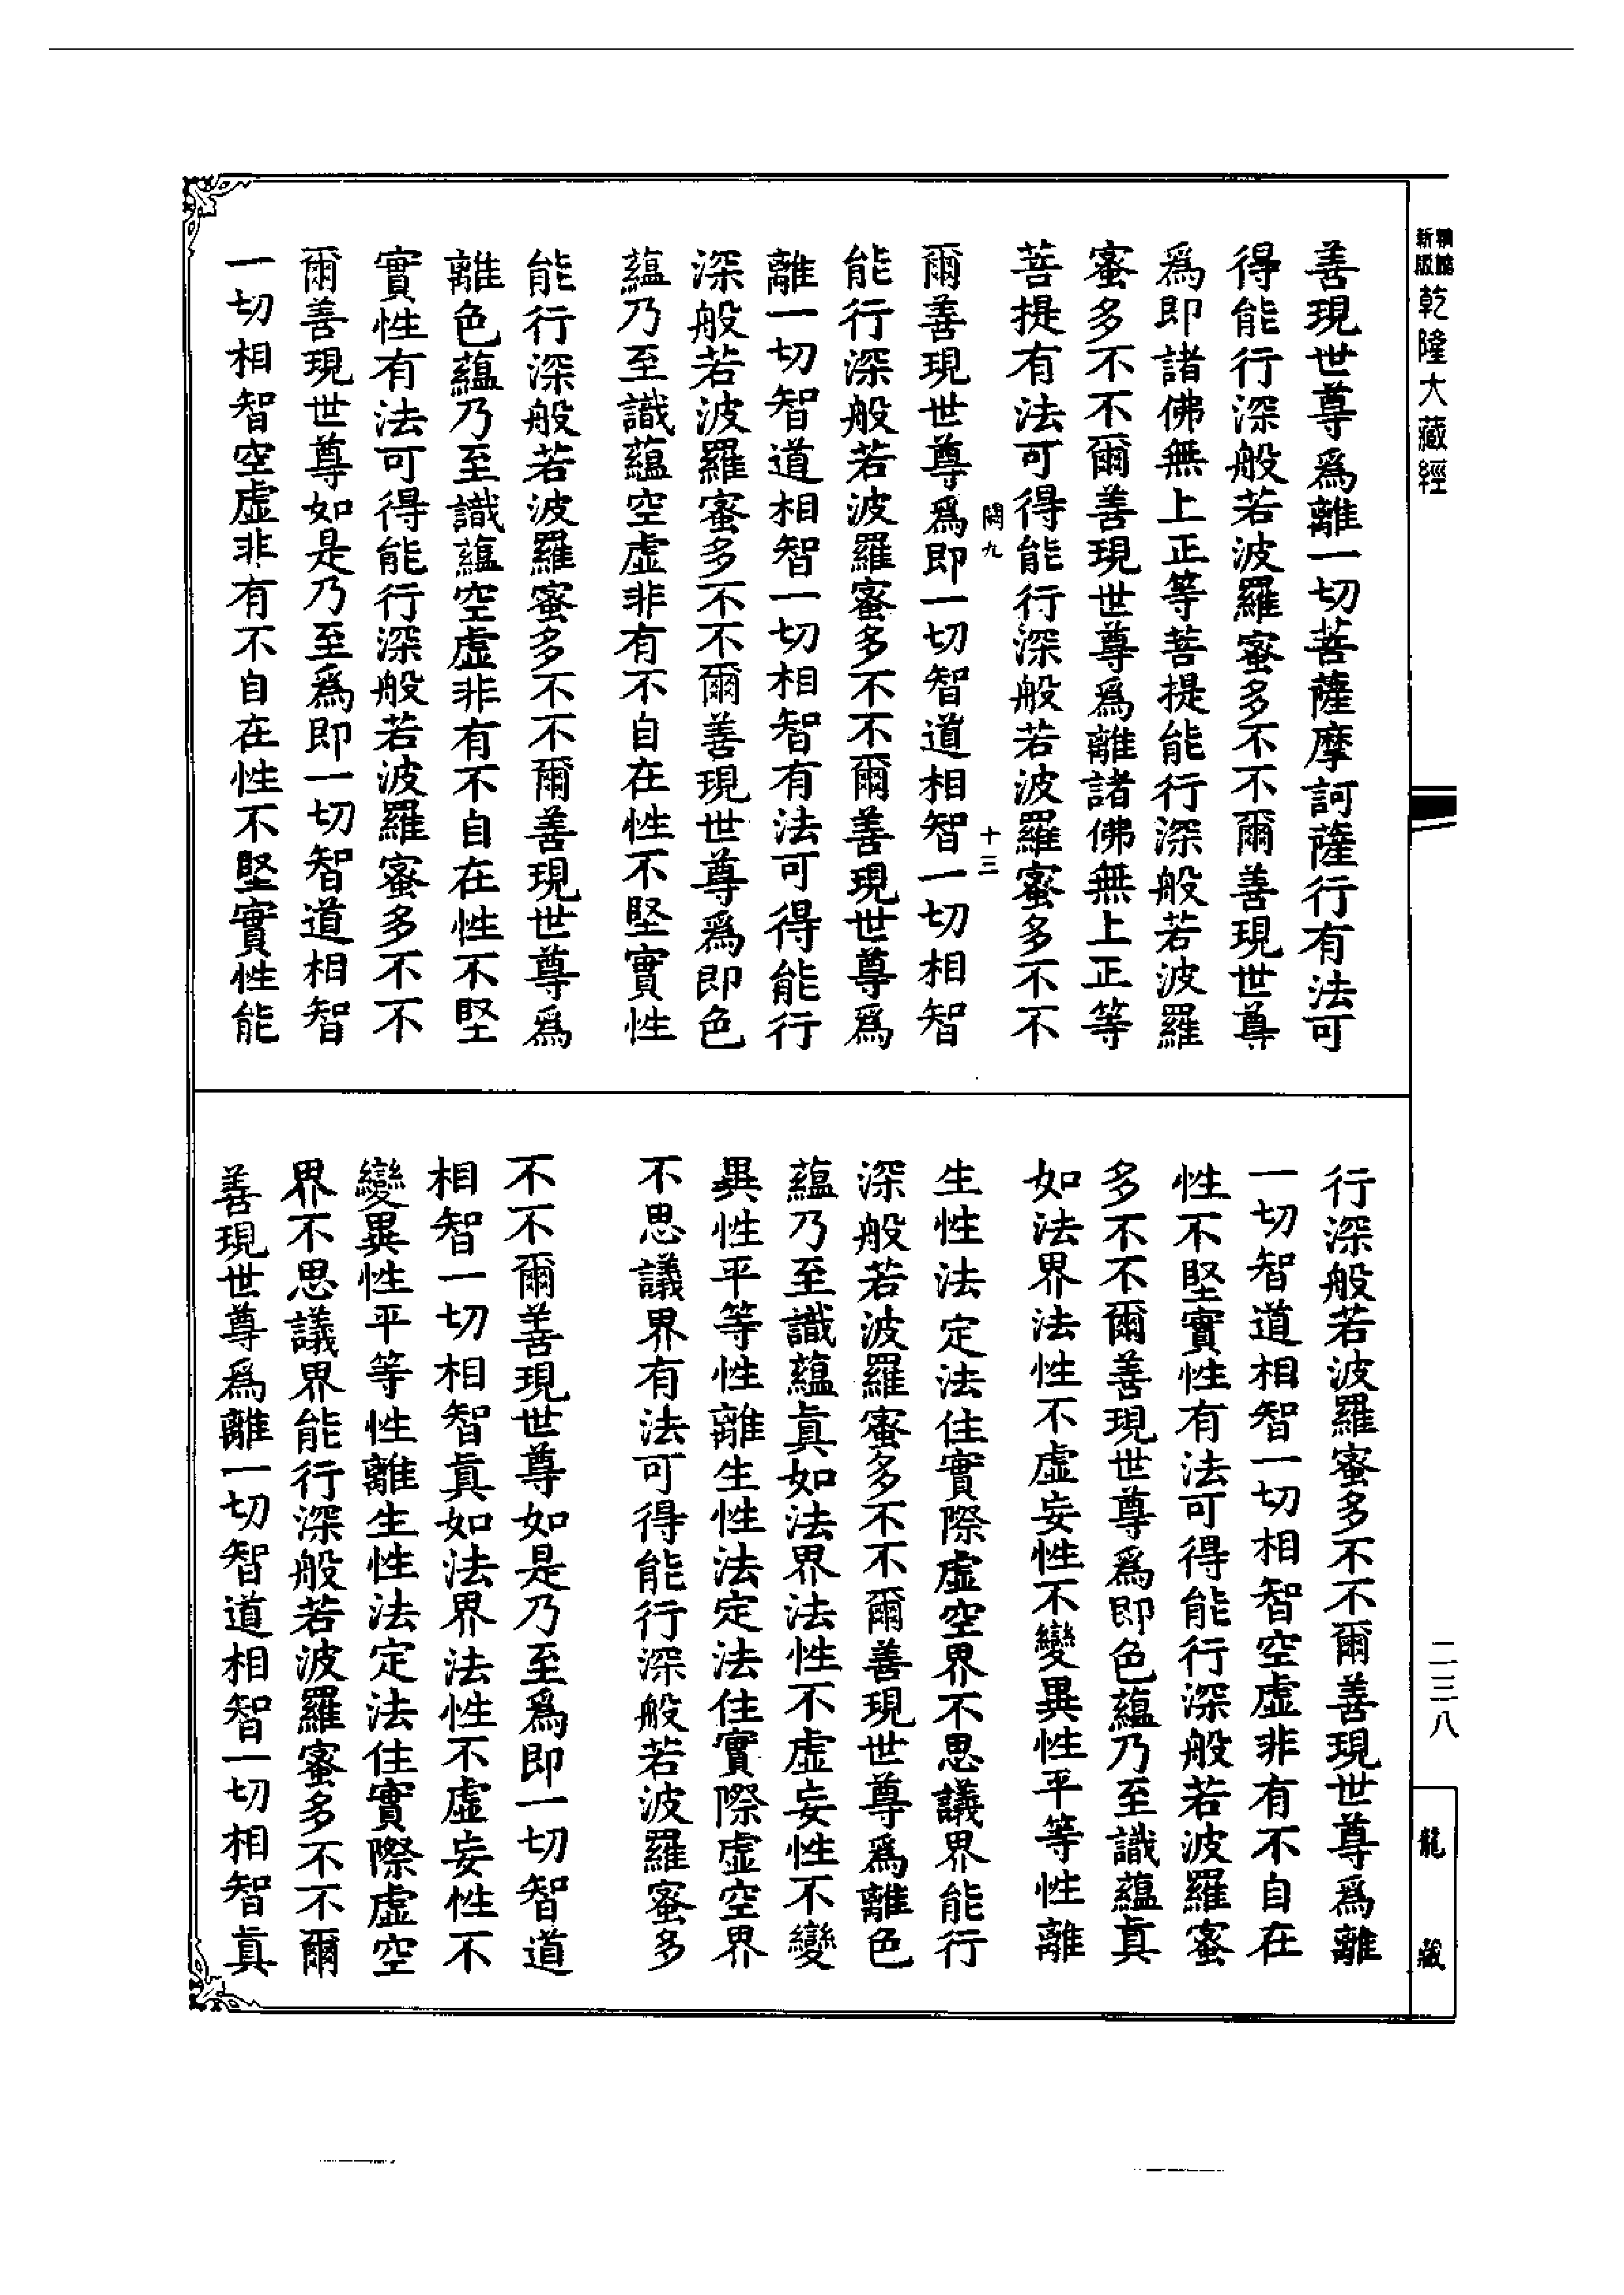 新版
乾隆大藏經
善現世尊爲離一切菩薩摩訶薩行有法可
得能行深般若波羅蜜多不不爾善現世尊
爲即諸佛無上正等菩提能行深般若波羅
蜜多不不爾善現世尊爲離諸佛無上正等
菩提有法可得能行深般若波羅蜜多不不
十三
爾善現世尊爲即一切智道相智一切相智
能行深般若波羅蜜多不不爾善現世尊爲
離一切智道相智一切相智有法可得能行
深般若波羅蜜多不不爾善現世尊爲即色
蘊乃至識蘊空虛非有不自在性不堅實性
能行深般若波羅蜜多不不爾善現世尊爲
離色蘊乃至識蘊空虛非有不自在性不堅
實性有法可得能行深般若波羅蜜多不不
爾善現世尊如是乃至爲即一切智道相智
一切相智空虛非有不自在性不堅實性能
行深般若波羅蜜多不不爾善現世尊爲離
一切智道相智一切相智空虛非有不自在
性不堅實性有法可得能行深般若波羅蜜
多不不爾善現世尊爲即色蘊乃至識蘊眞
如法界法性不虛妄性不變異性平等性離
生性法定法住實際虛空界不思議界能行
深般若波羅蜜多不不爾善現世尊爲離色
蘊乃至識蘊眞如法界法性不虛妄性不變
異性平等性離生性法定法住實際虛空界
不思議界有法可得能行深般若波羅蜜多
不不爾善現世尊如是乃至爲即一切智道
相智一切相智眞如法界法性不虛妄性不
變異性平等性離生性法定法住實際虛空
界不思議界能行深般若波羅蜜多不不爾
善現世尊爲離一切智道相智一切相智眞
二三八
龍藏